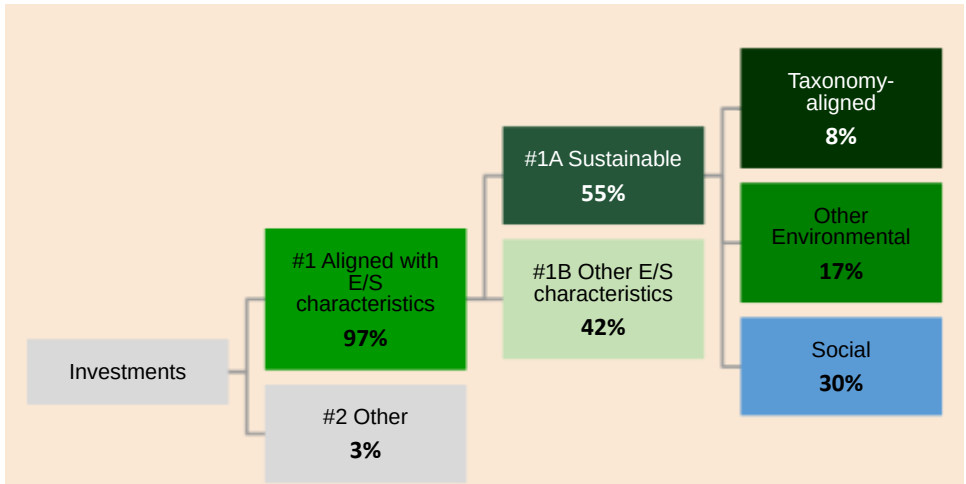 Investments
#1 Aligned with
E/S
characteristics
97%
#2 Other
3%
#1A Sustainable
55%
#1B Other E/S
characteristics
42%
Taxonomy-
aligned
8%
Other
Environmental
17%
Social
30%